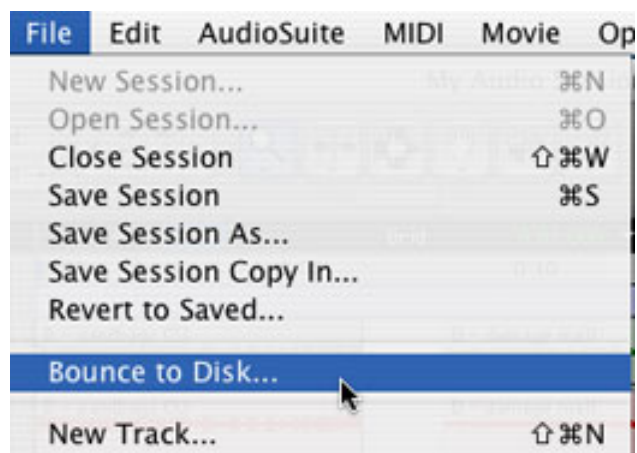 File Edit AudioSuite MIDI Movie Op
New Session... ⌘N
Open Session... ⌘O
Close Session ⇧⌘W
Save Session ⌘S
Save Session As...
Save Session Copy In...
Revert to Saved...
Bounce to Disk...
New Track... ⇧⌘N